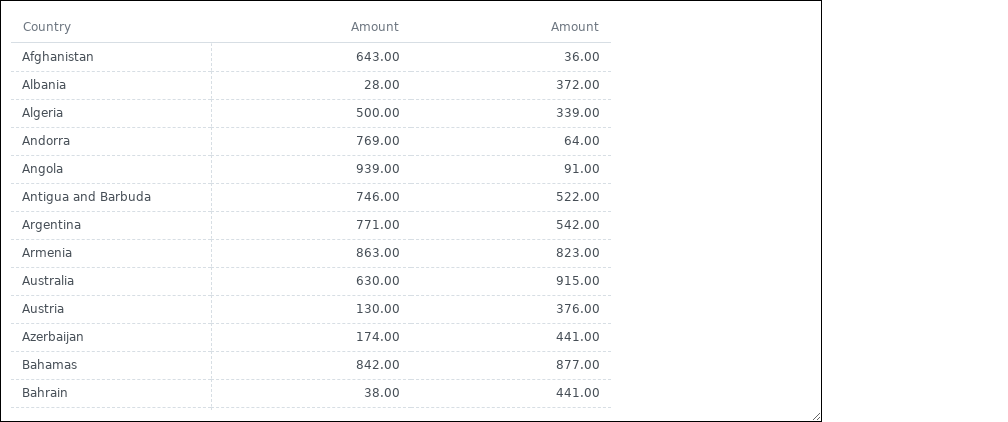 Country Amount Amount
Afghanistan 643.00 36.00
Albania 28.00 372.00
Algeria 500.00 339.00
Andorra 769.00 64.00
Angola 939.00 91.00
Antigua and Barbuda 746.00 522.00
Argentina 771.00 542.00
Armenia 863.00 823.00
Australia 630.00 915.00
Austria 130.00 376.00
Azerbaijan 174.00 441.00
Bahamas 842.00 877.00
Bahrain 38.00 441.00